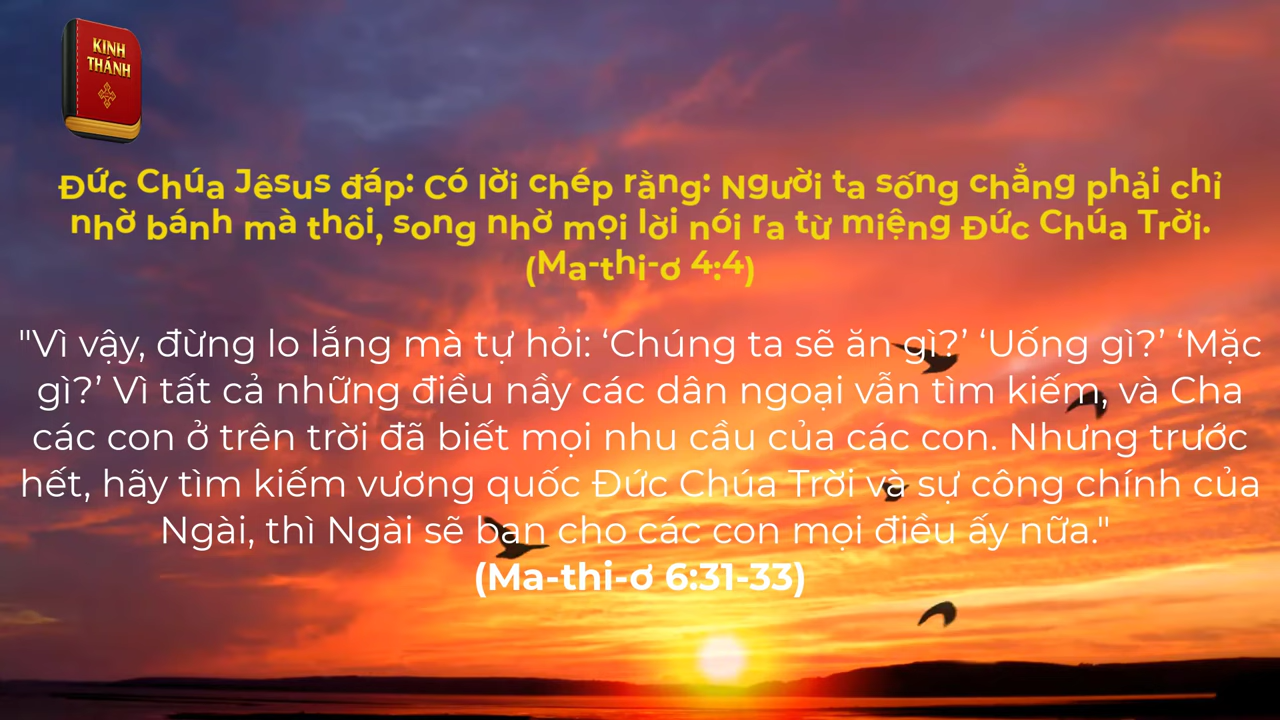 KINH
THÁNH
Đức Chúa Jêsus đáp: Có lời chép rằng: Người ta sống chẳng phải chỉ
nhờ bánh mà thôi, song nhờ mọi lời nói ra từ miệng Đức Chúa Trời.
(Ma-thi-ơ 4:4)
"Vì vậy, đừng lo lắng mà tự hỏi: ‘Chúng ta sẽ ăn gì?’ ‘Uống gì?’ ‘Mặc
gì?’ Vì tất cả những điều nầy các dân ngoại vẫn tìm kiếm, và Cha
các con ở trên trời đã biết mọi nhu cầu của các con. Nhưng trước
hết, hãy tìm kiếm vương quốc Đức Chúa Trời và sự công chính của
Ngài, thì Ngài sẽ ban cho các con mọi điều ấy nữa."
(Ma-thi-ơ 6:31-33)